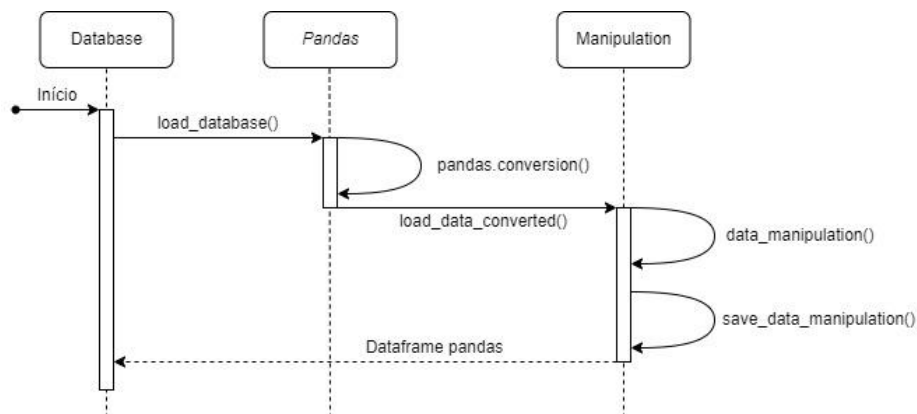 Database
Pandas
Manipulation
Início
load_database()
pandas.conversion()
load_data_converted()
data_manipulation()
save_data_manipulation()
Dataframe pandas